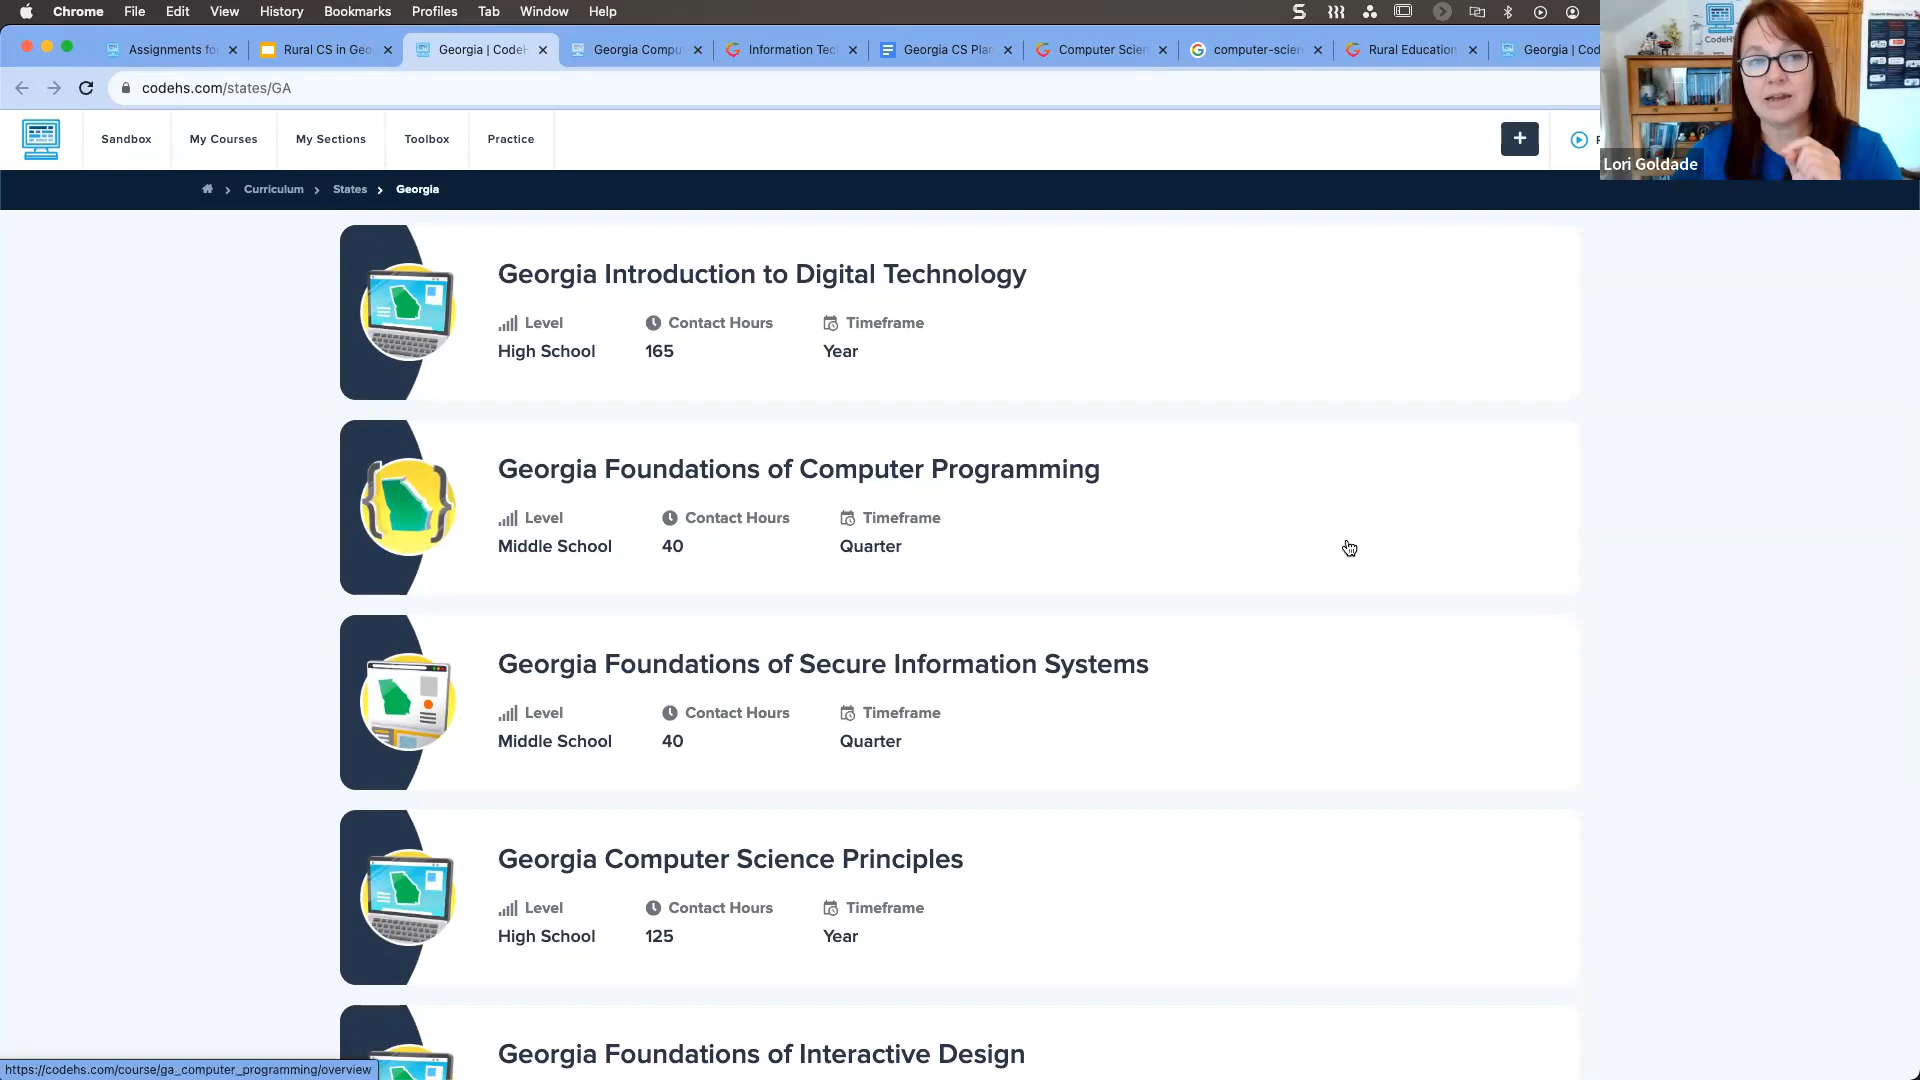 Chrome File Edit View History Bookmarks Profiles Tab Window Help
Assignments fo
Rural CS in Geo
Georgia | CodeH
Georgia Compu
Information Tec
Georgia CS Plan
Computer Scien
computer-scien
Rural Education
Georgia | Cod
codehs.com/states/GA
Sandbox
My Courses
My Sections
Toolbox
Practice
+
Lori Goldade
Curriculum > States > Georgia
Georgia Introduction to Digital Technology
Level Contact Hours Timeframe
High School 165 Year
Georgia Foundations of Computer Programming
Level Contact Hours Timeframe
Middle School 40 Quarter
Georgia Foundations of Secure Information Systems
Level Contact Hours Timeframe
Middle School 40 Quarter
Georgia Computer Science Principles
Level Contact Hours Timeframe
High School 125 Year
Georgia Foundations of Interactive Design
https://codehs.com/course/ga_computer_programming/overview